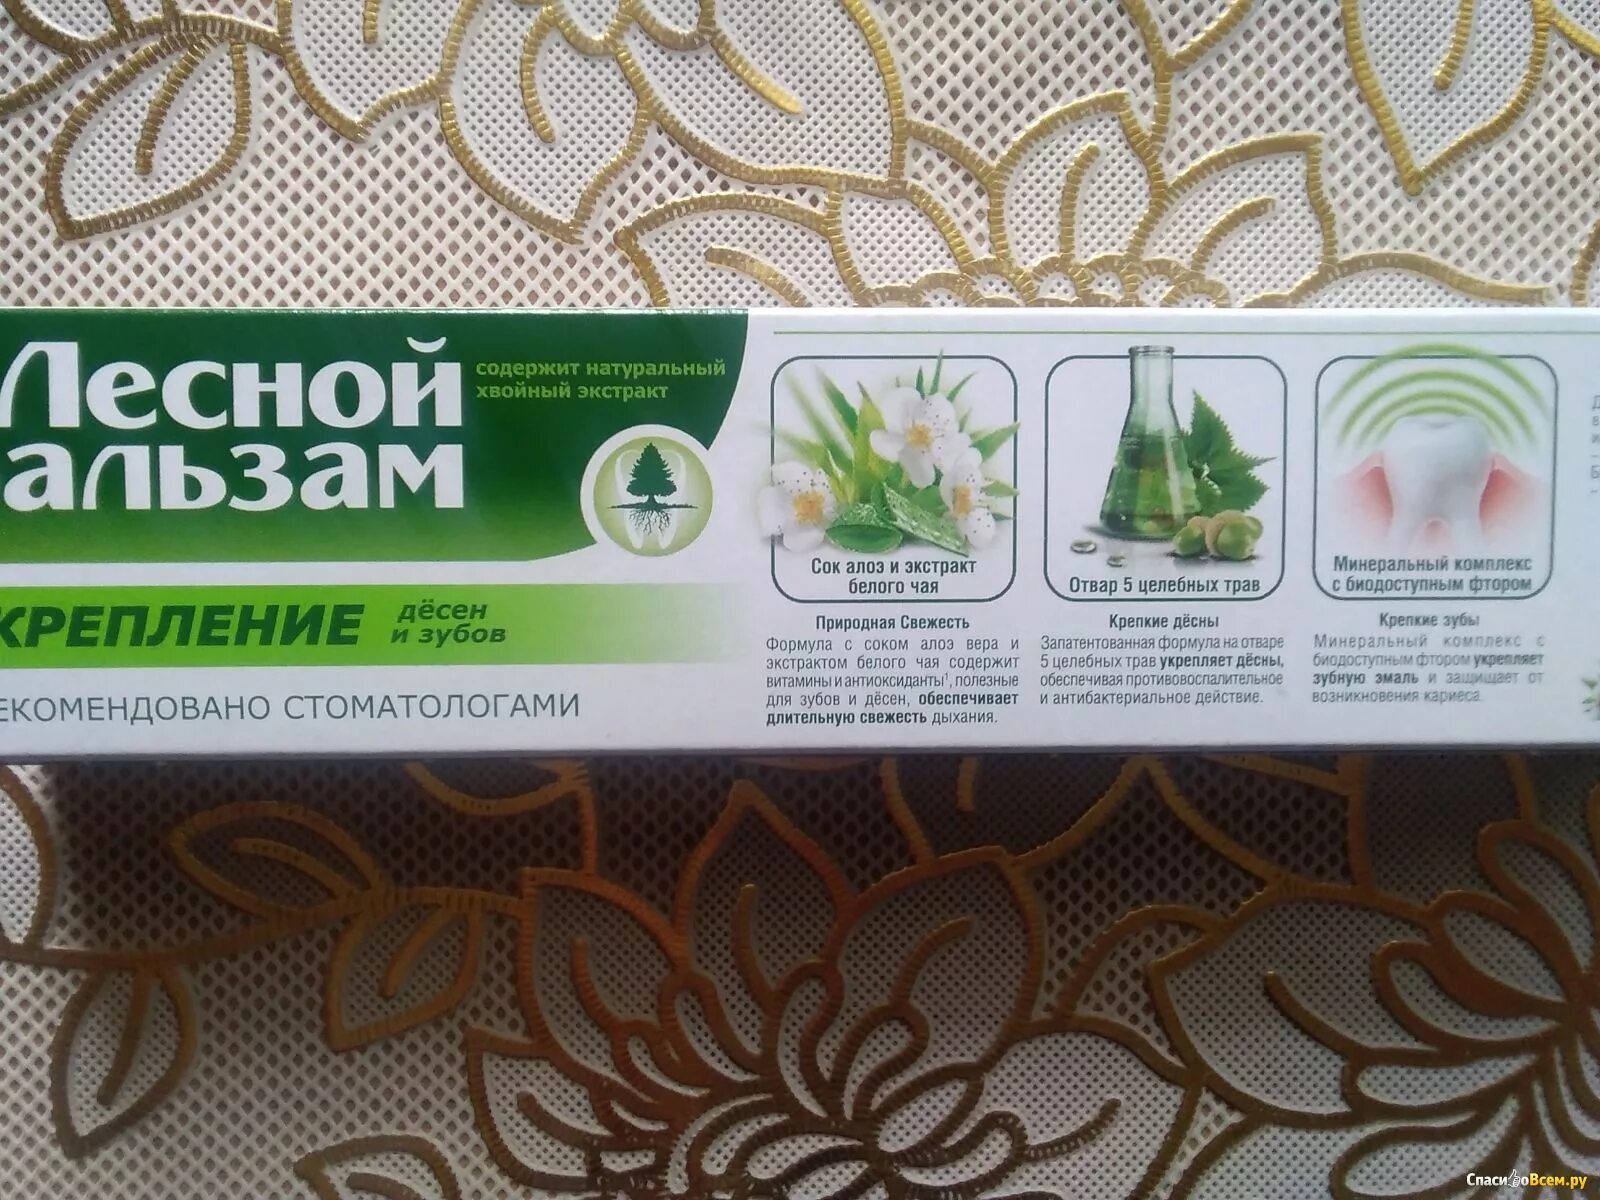 Лесной
альзам
содержит натуральный
хвойный экстракт
КРЕПЛЕНИЕ
дёсен
и зубов
ЕКОМЕНДОВАНО СТОМАТОЛОГАМИ
Сок алоэ и экстракт
белого чая
Природная Свежесть
Формула с соком алоэ вера и
экстрактом белого чая содержит
витамины и антиоксиданты¹, полезные
для зубов и дёсен, обеспечивает
длительную свежесть дыхания.
Отвар 5 целебных трав
Крепкие дёсны
Запатентованная формула на отваре
5 целебных трав укрепляет дёсны,
обеспечивая противовоспалительное
и антибактериальное действие.
Минеральный комплекс
с биодоступным фтором
Крепкие зубы
Минеральный комплекс с
биодоступным фтором укрепляет
зубную эмаль и защищает от
возникновения кариеса.
СпасибоВсем.ру